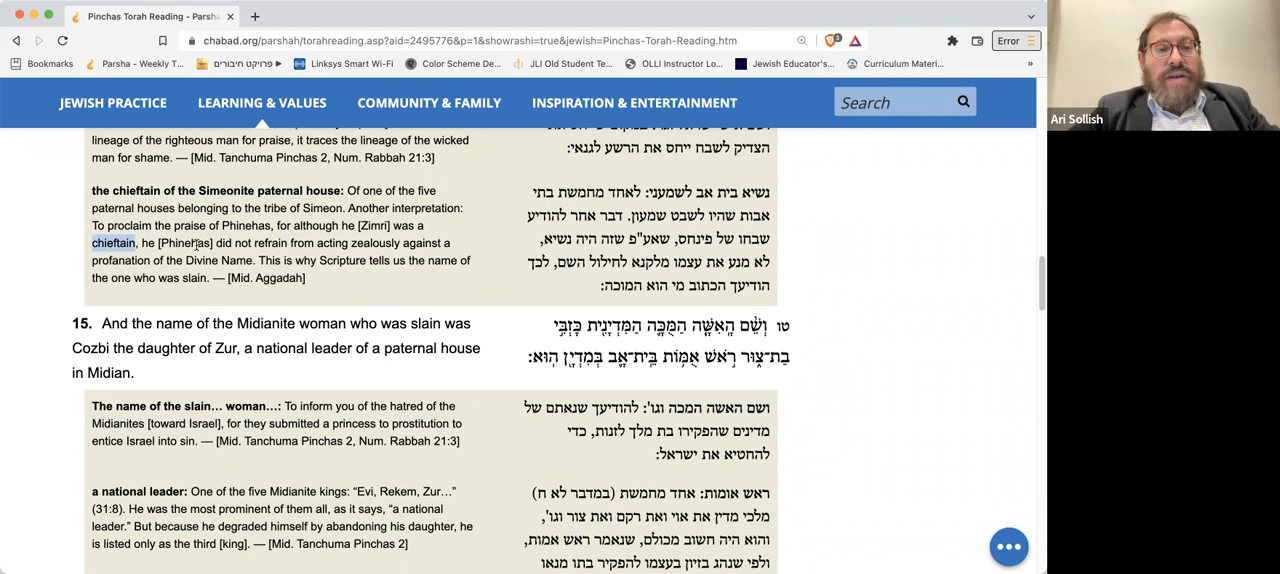 Pinchas Torah Reading - Parsha
chabad.org/parshah/torahreading.asp?aid=2495776&p=1&showrashi=true&jewish=Pinchas-Torah-Reading.htm
3
Error
Bookmarks Parsha - Weekly T... פרויקט חיבורים Linksys Smart Wi-Fi Color Scheme De... JLI Old Student Te... OLLI Instructor Lo... Jewish Educator's... Curriculum Materi... »
JEWISH PRACTICE LEARNING & VALUES COMMUNITY & FAMILY INSPIRATION & ENTERTAINMENT Search
Ari Sollish
lineage of the righteous man for praise, it traces the lineage of the wicked
man for shame. — [Mid. Tanchuma Pinchas 2, Num. Rabbah 21:3]
הצדיק לשבח ייחס את הרשע לגנאי:
the chieftain of the Simeonite paternal house: Of one of the five
paternal houses belonging to the tribe of Simeon. Another interpretation:
To proclaim the praise of Phinehas, for although he [Zimri] was a
chieftain, he [Phinehas] did not refrain from acting zealously against a
profanation of the Divine Name. This is why Scripture tells us the name of
the one who was slain. — [Mid. Aggadah]
נשיא בית אב לשמעני: לאחד מחמשת בתי
אבות שהיו לשבט שמעון. דבר אחר להודיע
שבחו של פינחס, שאע"פ שזה היה נשיא,
לא מנע את עצמו מלקנא לחילול השם, לכך
הודיעך הכתוב מי הוא המוכה:
15. And the name of the Midianite woman who was slain was
Cozbi the daughter of Zur, a national leader of a paternal house
in Midian.
טו וְשֵׁ֨ם הָֽאִשָּׁ֧ה הַמֻּכָּ֛ה הַמִּדְיָנִ֖ית כָּזְבִּ֣י
בַת־צ֑וּר רֹ֣אשׁ אֻמּ֥וֹת בֵּֽית־אָ֛ב בְּמִדְיָ֖ן הֽוּא:
The name of the slain… woman…: To inform you of the hatred of the
Midianites [toward Israel], for they submitted a princess to prostitution to
entice Israel into sin. — [Mid. Tanchuma Pinchas 2, Num. Rabbah 21:3]
ושם האשה המכה וגו': להודיעך שנאתם של
מדינים שהפקירו בת מלך לזנות, כדי
להחטיא את ישראל:
a national leader: One of the five Midianite kings: “Evi, Rekem, Zur…”
(31:8). He was the most prominent of them all, as it says, “a national
leader.” But because he degraded himself by abandoning his daughter, he
is listed only as the third [king]. — [Mid. Tanchuma Pinchas 2]
ראש אומות: אחד מחמשת (במדבר לא ח)
מלכי מדין את אוי ואת רקם ואת צור וגו',
והוא היה חשוב מכולם, שנאמר ראש אמות,
ולפי שנהג בזיון בעצמו להפקיר בתו מנאו